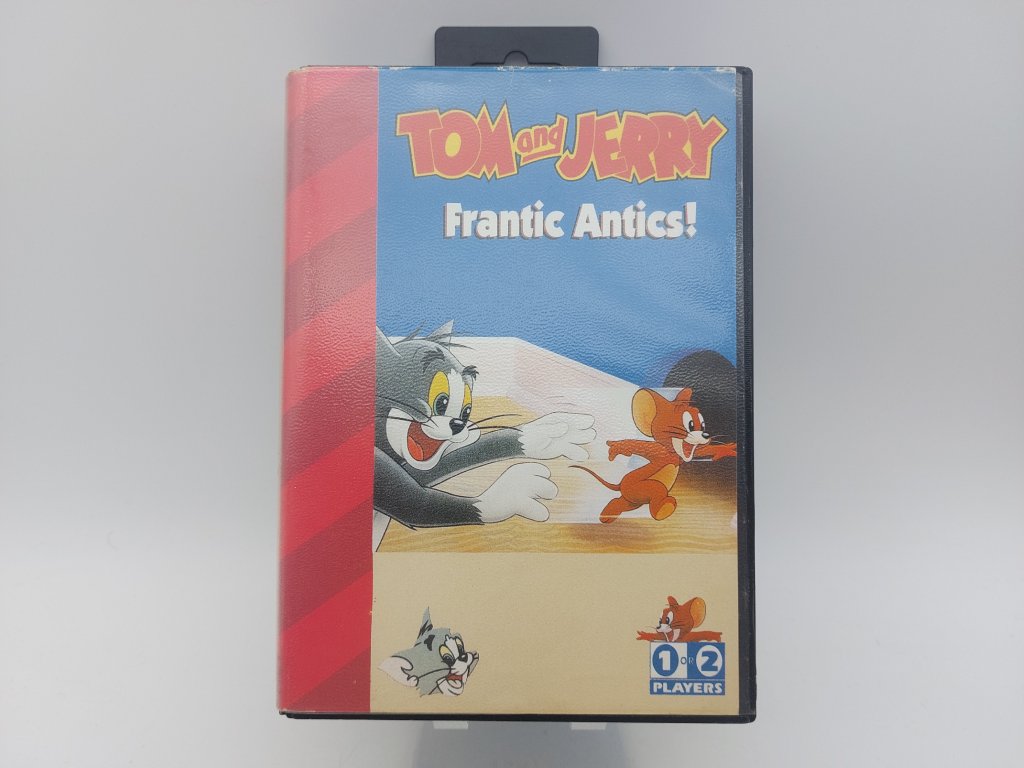 TOM and JERRY
Frantic Antics!
1 OR 2
PLAYERS